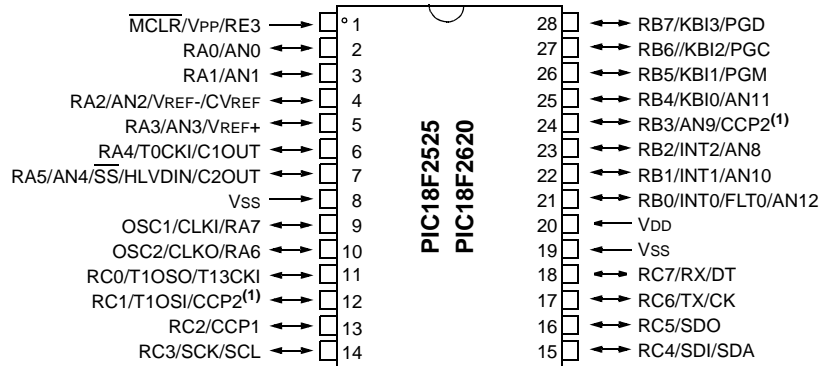 MCLR/VPP/RE3 1 28 RB7/KBI3/PGD
RA0/AN0 2 27 RB6//KBI2/PGC
RA1/AN1 3 26 RB5/KBI1/PGM
RA2/AN2/VREF-/CVREF 4 25 RB4/KBI0/AN11
RA3/AN3/VREF+ 5 24 RB3/AN9/CCP2(1)
RA4/T0CKI/C1OUT 6 23 RB2/INT2/AN8
RA5/AN4/SS/HLVDIN/C2OUT 7 22 RB1/INT1/AN10
VSS 8 21 RB0/INT0/FLT0/AN12
OSC1/CLKI/RA7 9 20 VDD
OSC2/CLKO/RA6 10 19 VSS
RC0/T1OSO/T13CKI 11 18 RC7/RX/DT
RC1/T1OSI/CCP2(1) 12 17 RC6/TX/CK
RC2/CCP1 13 16 RC5/SDO
RC3/SCK/SCL 14 15 RC4/SDI/SDA
PIC18F2525
PIC18F2620